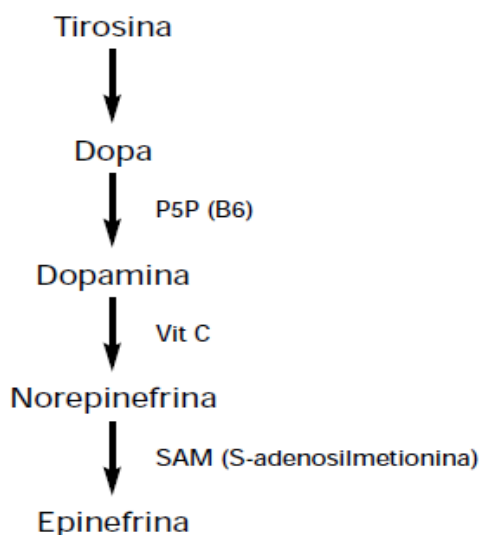 Tirosina
Dopa
P5P (B6)
Dopamina
Vit C
Norepinefrina
SAM (S-adenosilmetionina)
Epinefrina